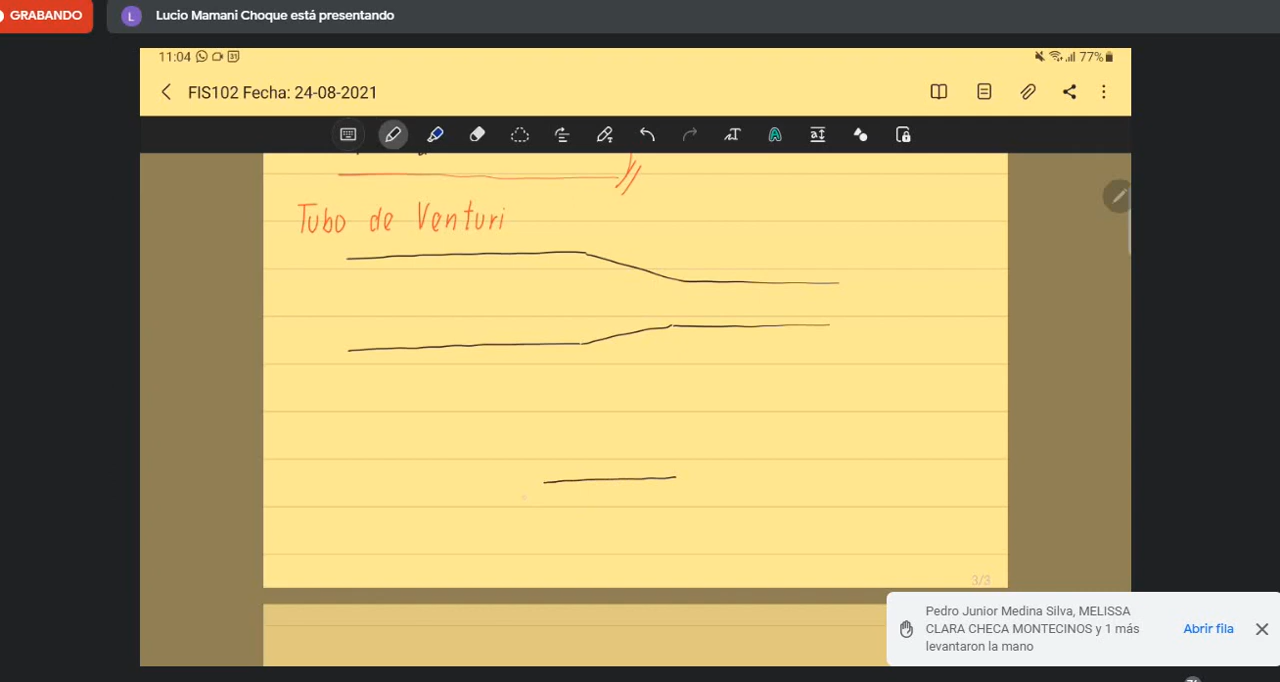 GRABANDO
L Lucio Mamani Choque está presentando
11:04 31 77%
FIS102 Fecha: 24-08-2021
Tubo de Venturi
3/3
Pedro Junior Medina Silva, MELISSA
CLARA CHECA MONTECINOS y 1 más
levantaron la mano
Abrir fila